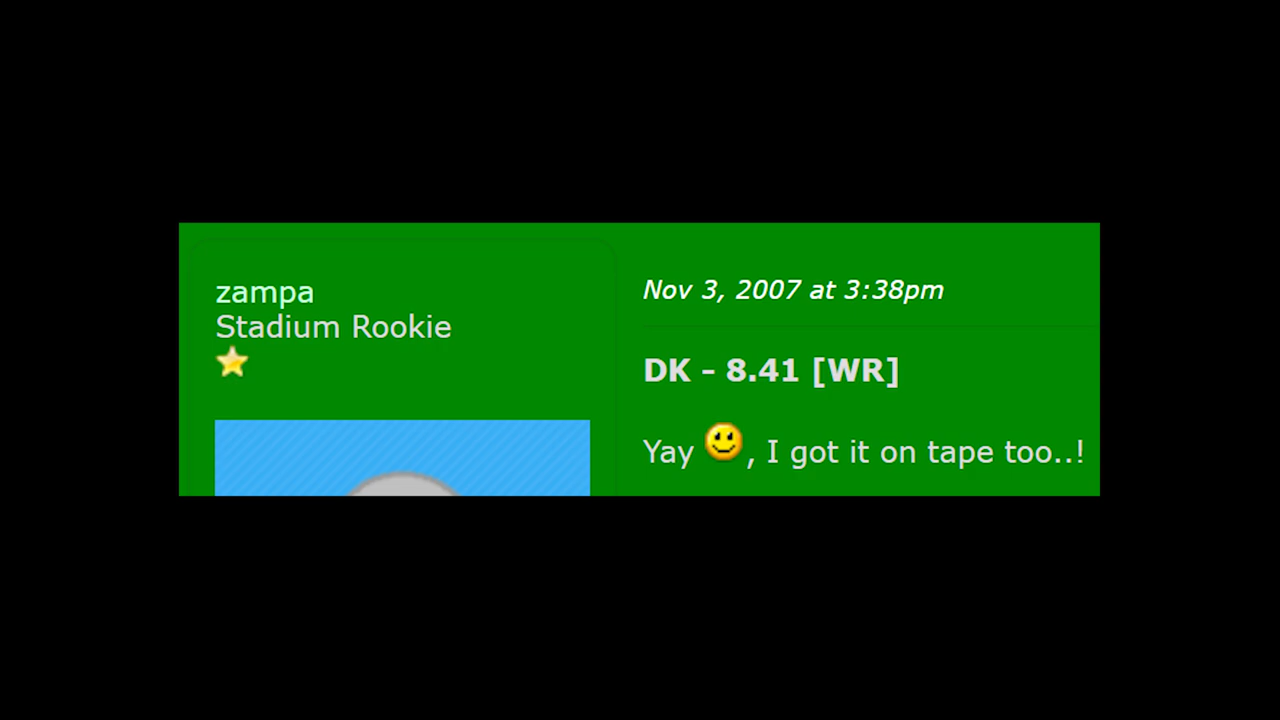 zampa
Stadium Rookie
Nov 3, 2007 at 3:38pm
DK - 8.41 [WR]
Yay , I got it on tape too..!